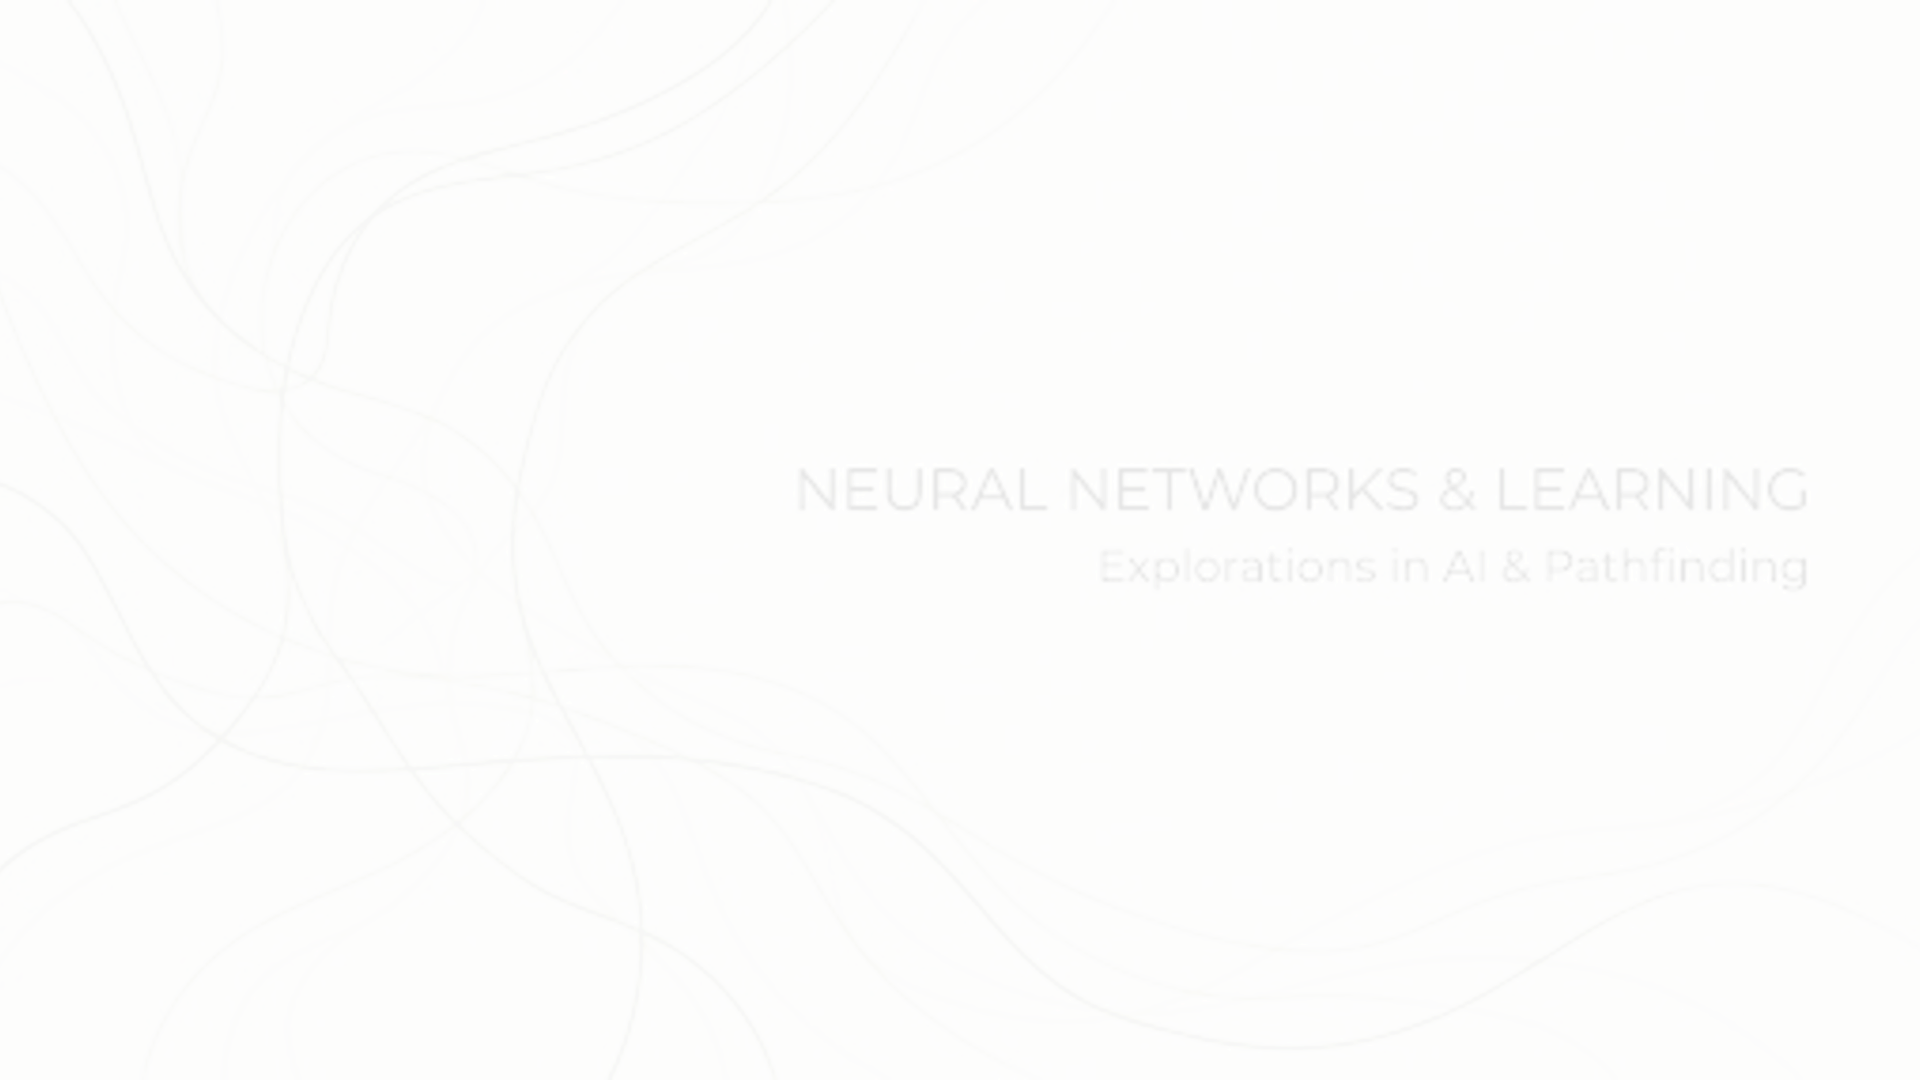 NEURAL NETWORKS & LEARNING
Explorations in AI & Pathfinding